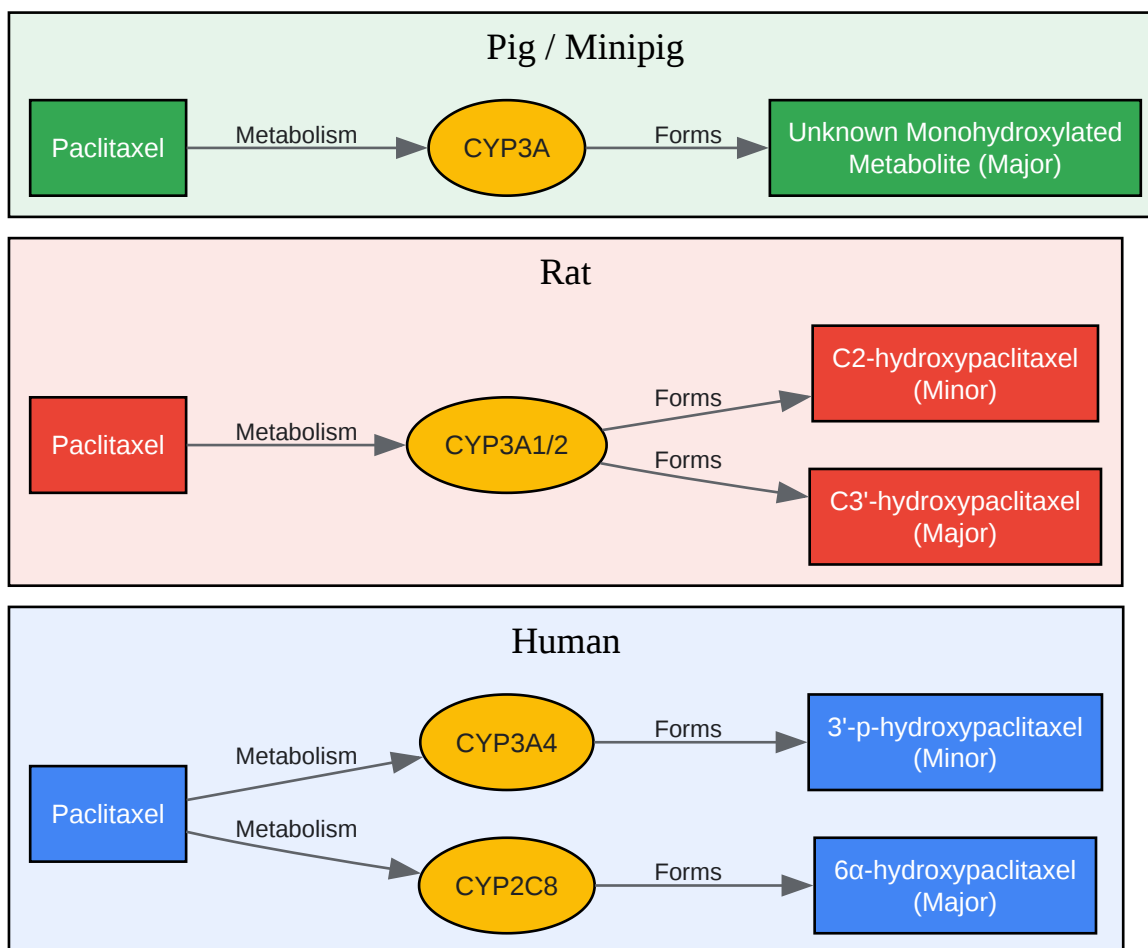 Pig / Minipig
Paclitaxel
Metabolism
CYP3A
Forms
Unknown Monohydroxylated
Metabolite (Major)
Rat
Paclitaxel
Metabolism
CYP3A1/2
Forms
C2-hydroxypaclitaxel
(Minor)
Forms
C3'-hydroxypaclitaxel
(Major)
Human
Paclitaxel
Metabolism
CYP3A4
Forms
3'-p-hydroxypaclitaxel
(Minor)
Metabolism
CYP2C8
Forms
6α-hydroxypaclitaxel
(Major)